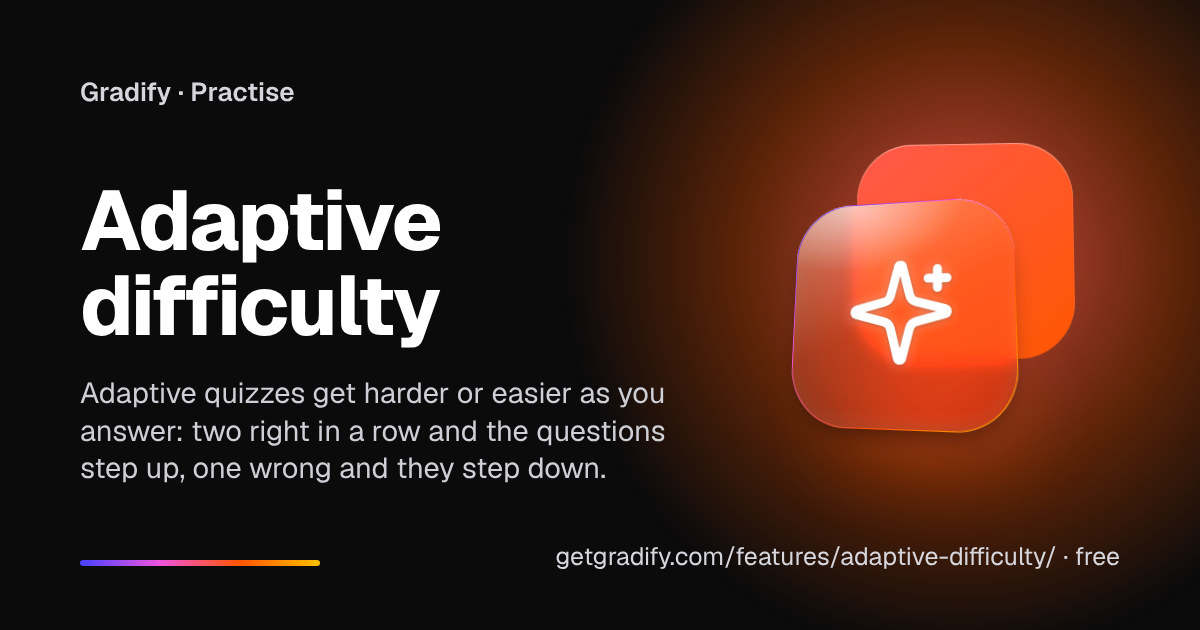 Gradify · Practise
Adaptive
difficulty
Adaptive quizzes get harder or easier as you
answer: two right in a row and the questions
step up, one wrong and they step down.
getgradify.com/features/adaptive-difficulty/ · free